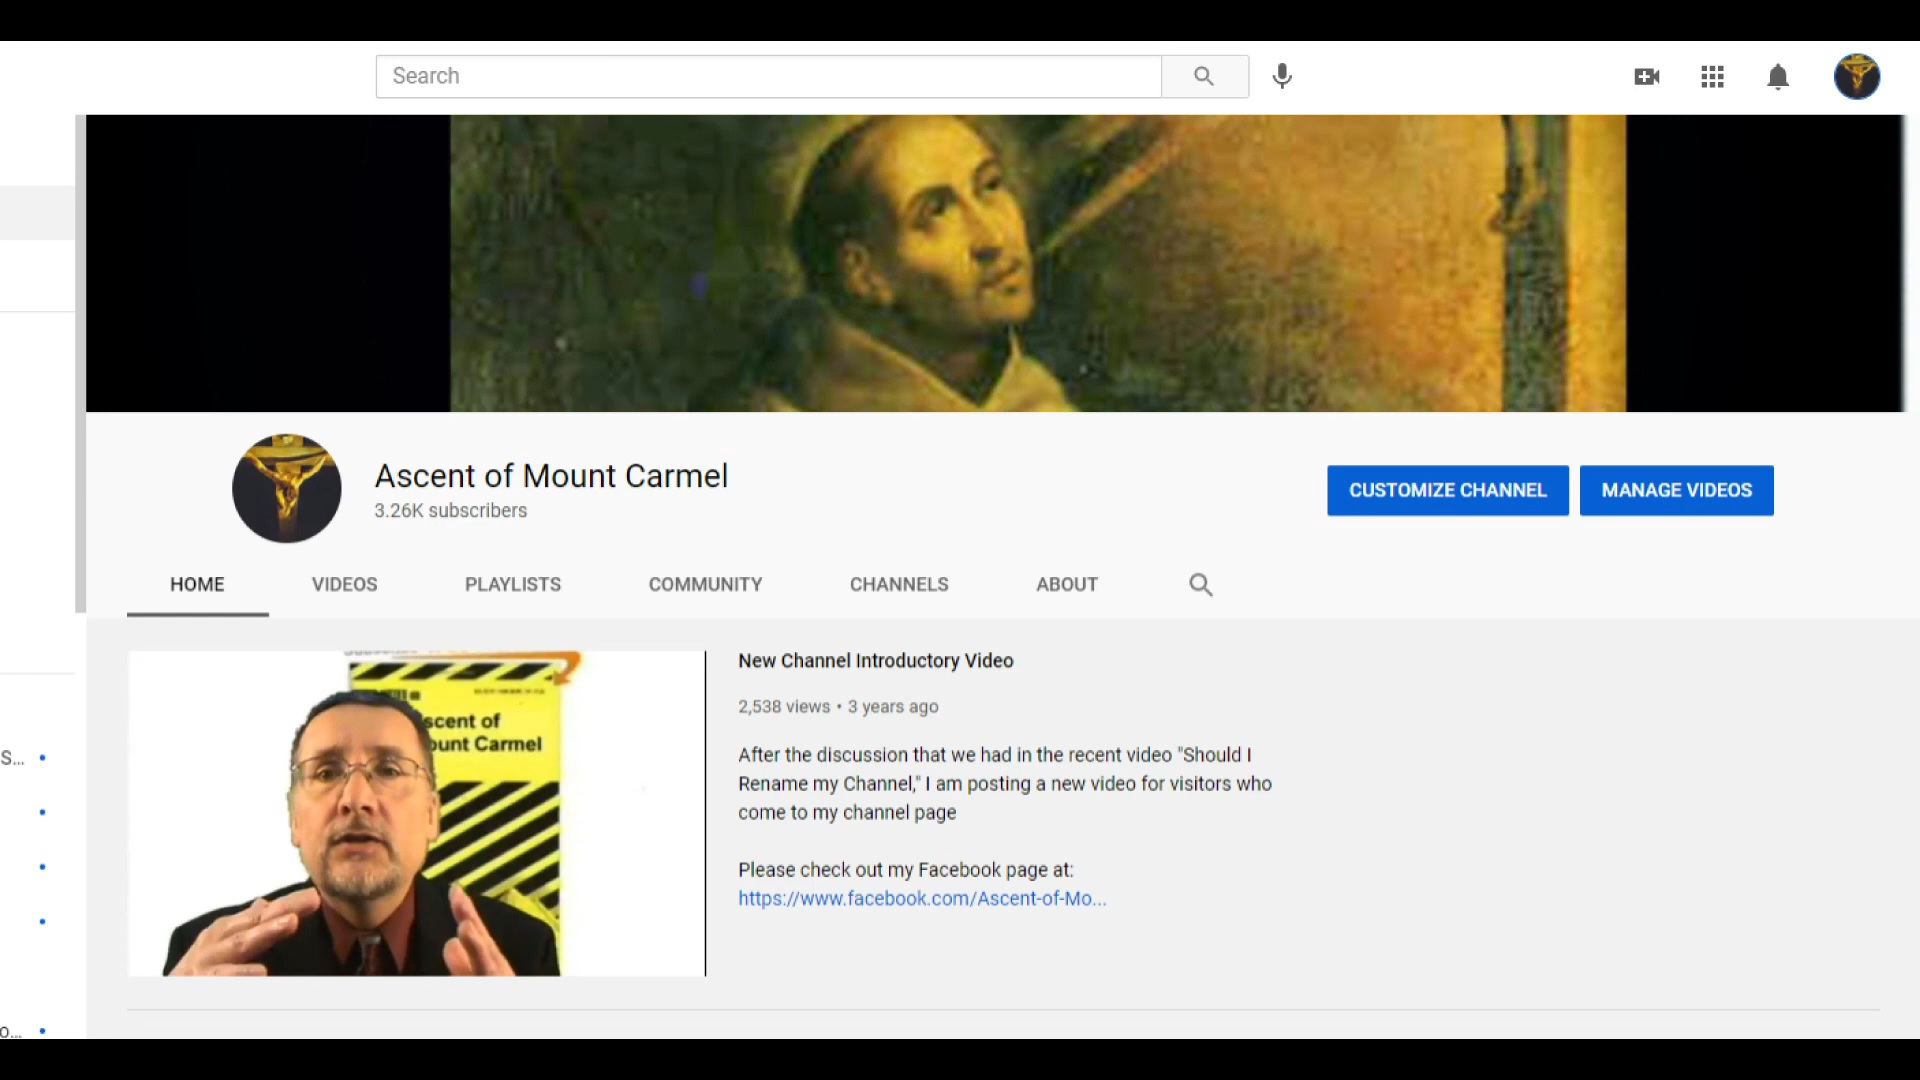 Search
Ascent of Mount Carmel
3.26K subscribers
CUSTOMIZE CHANNEL
MANAGE VIDEOS
HOME
VIDEOS
PLAYLISTS
COMMUNITY
CHANNELS
ABOUT
scent of
ount Carmel
New Channel Introductory Video
2,538 views • 3 years ago
After the discussion that we had in the recent video "Should I
Rename my Channel," I am posting a new video for visitors who
come to my channel page
Please check out my Facebook page at:
https://www.facebook.com/Ascent-of-Mo...
S...
o...